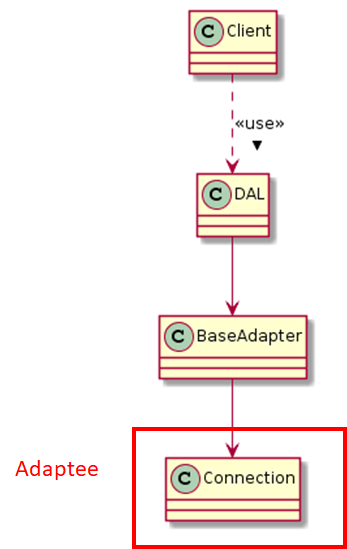 C Client
«use»
▼
C DAL
C BaseAdapter
Adaptee
C Connection